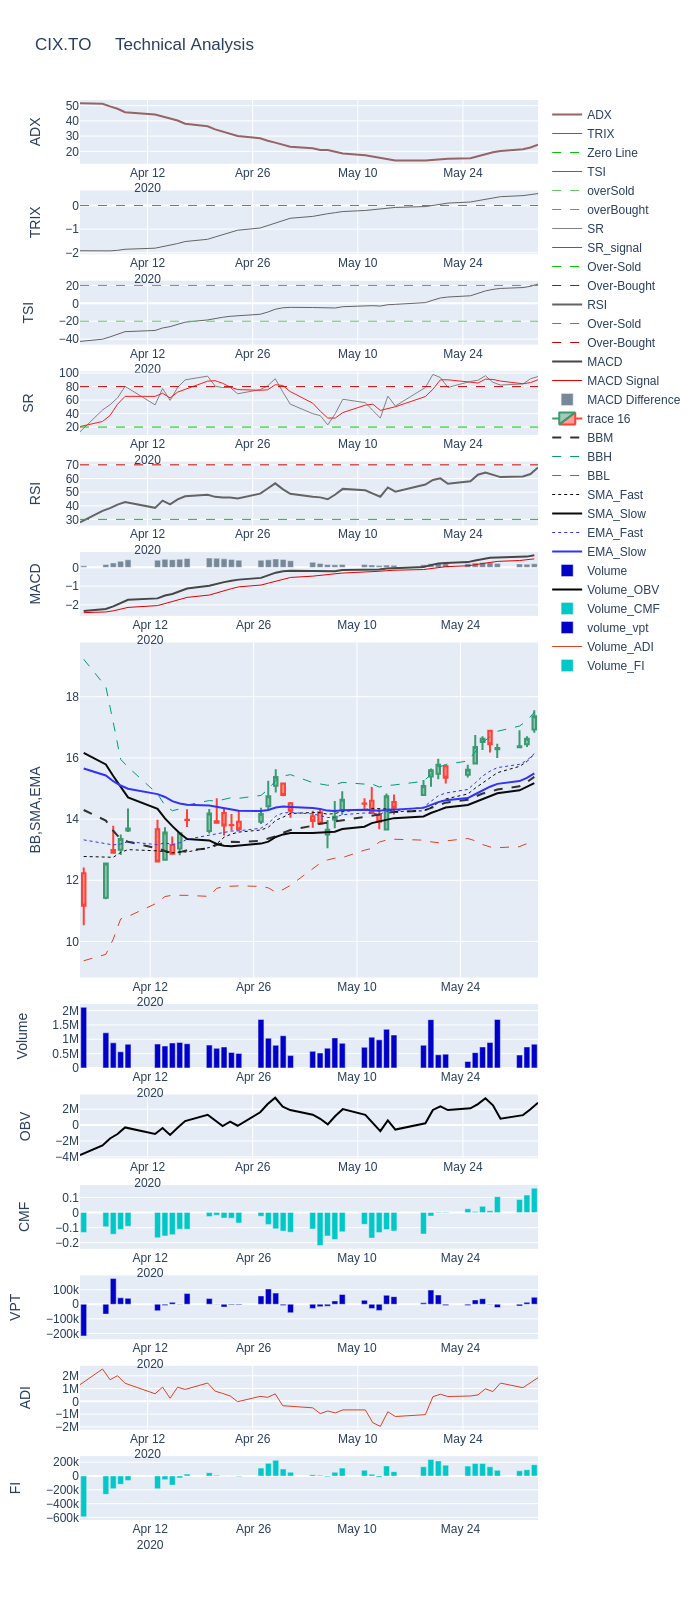 CIX.TO Technical Analysis
ADX
50
40
30
20
Apr 12
2020
Apr 26
May 10
May 24
TRIX
0
−1
−2
Apr 12
2020
Apr 26
May 10
May 24
TSI
20
0
−20
−40
Apr 12
2020
Apr 26
May 10
May 24
SR
100
80
60
40
20
Apr 12
2020
Apr 26
May 10
May 24
RSI
70
60
50
40
30
Apr 12
2020
Apr 26
May 10
May 24
MACD
0
−1
−2
Apr 12
2020
Apr 26
May 10
May 24
BB,SMA,EMA
18
16
14
12
10
Apr 12
2020
Apr 26
May 10
May 24
Volume
2M
1.5M
1M
0.5M
0
Apr 12
2020
Apr 26
May 10
May 24
OBV
2M
0
−2M
−4M
Apr 12
2020
Apr 26
May 10
May 24
CMF
0.1
0
−0.1
−0.2
Apr 12
2020
Apr 26
May 10
May 24
VPT
100k
0
−100k
−200k
Apr 12
2020
Apr 26
May 10
May 24
ADI
2M
1M
0
−1M
−2M
Apr 12
2020
Apr 26
May 10
May 24
FI
200k
0
−200k
−400k
−600k
Apr 12
2020
Apr 26
May 10
May 24
ADX
TRIX
Zero Line
TSI
overSold
overBought
SR
SR_signal
Over-Sold
Over-Bought
RSI
Over-Sold
Over-Bought
MACD
MACD Signal
MACD Difference
trace 16
BBM
BBH
BBL
SMA_Fast
SMA_Slow
EMA_Fast
EMA_Slow
Volume
Volume_OBV
Volume_CMF
volume_vpt
Volume_ADI
Volume_FI